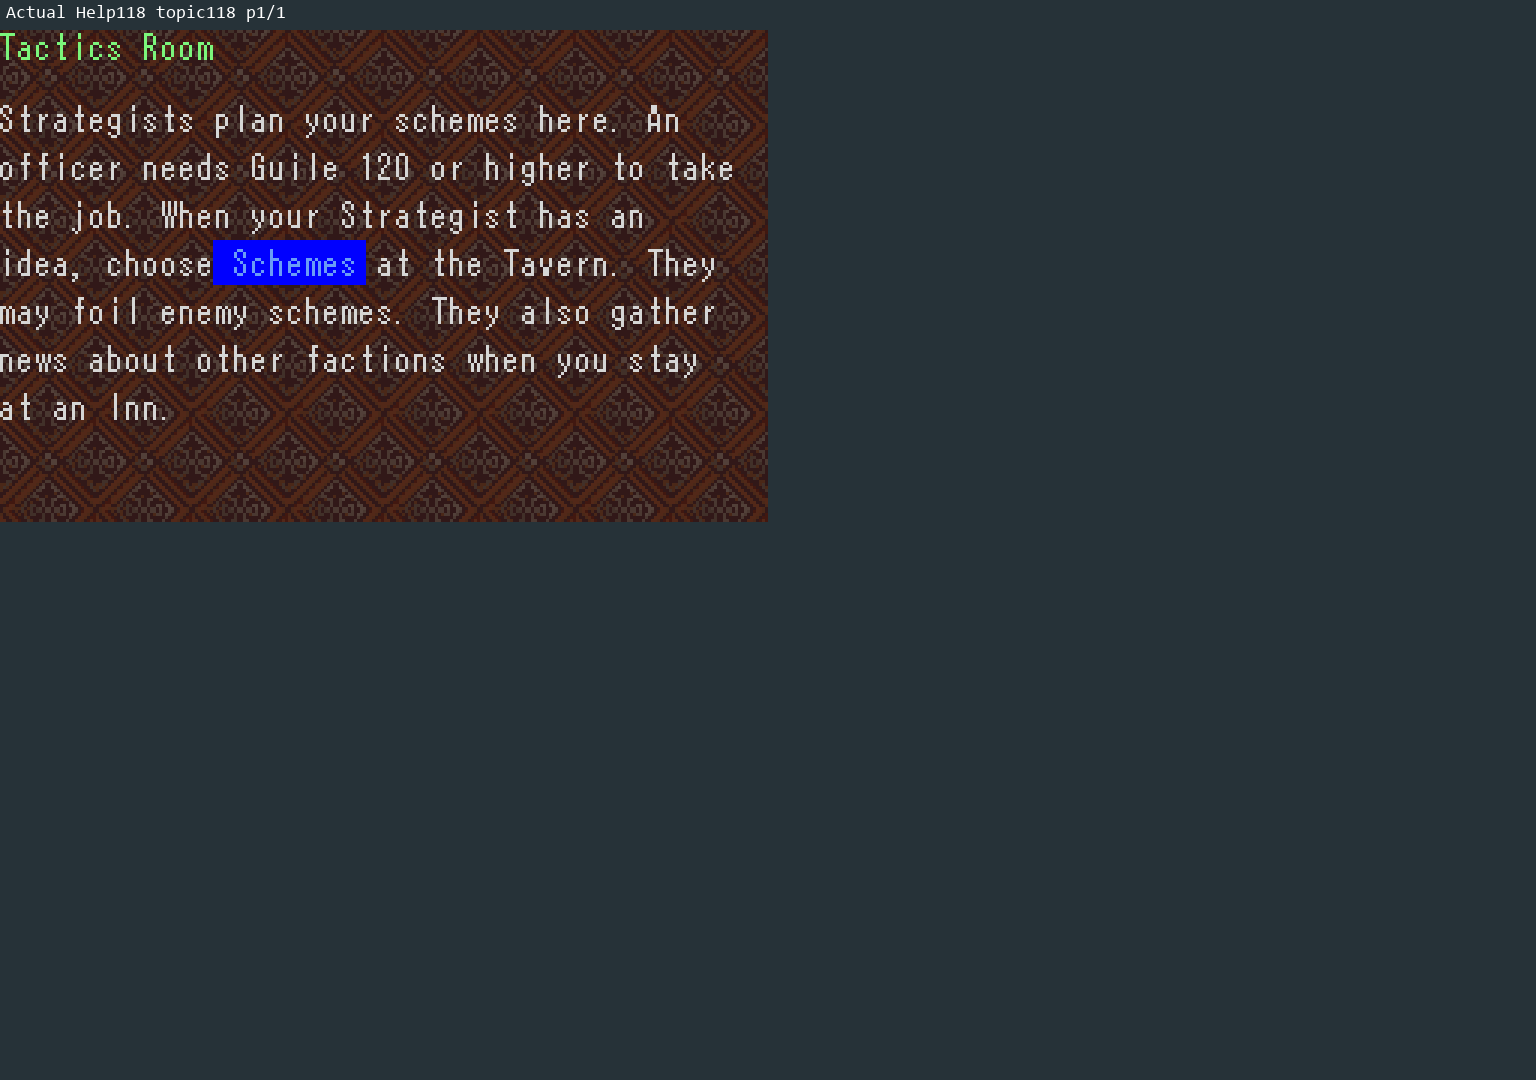 Actual Help118 topic118 p1/1
Tactics Room
Strategists plan your schemes here. An
officer needs Guile 120 or higher to take
the job. When your Strategist has an
idea, choose Schemes at the Tavern. They
may foil enemy schemes. They also gather
news about other factions when you stay
at an Inn.